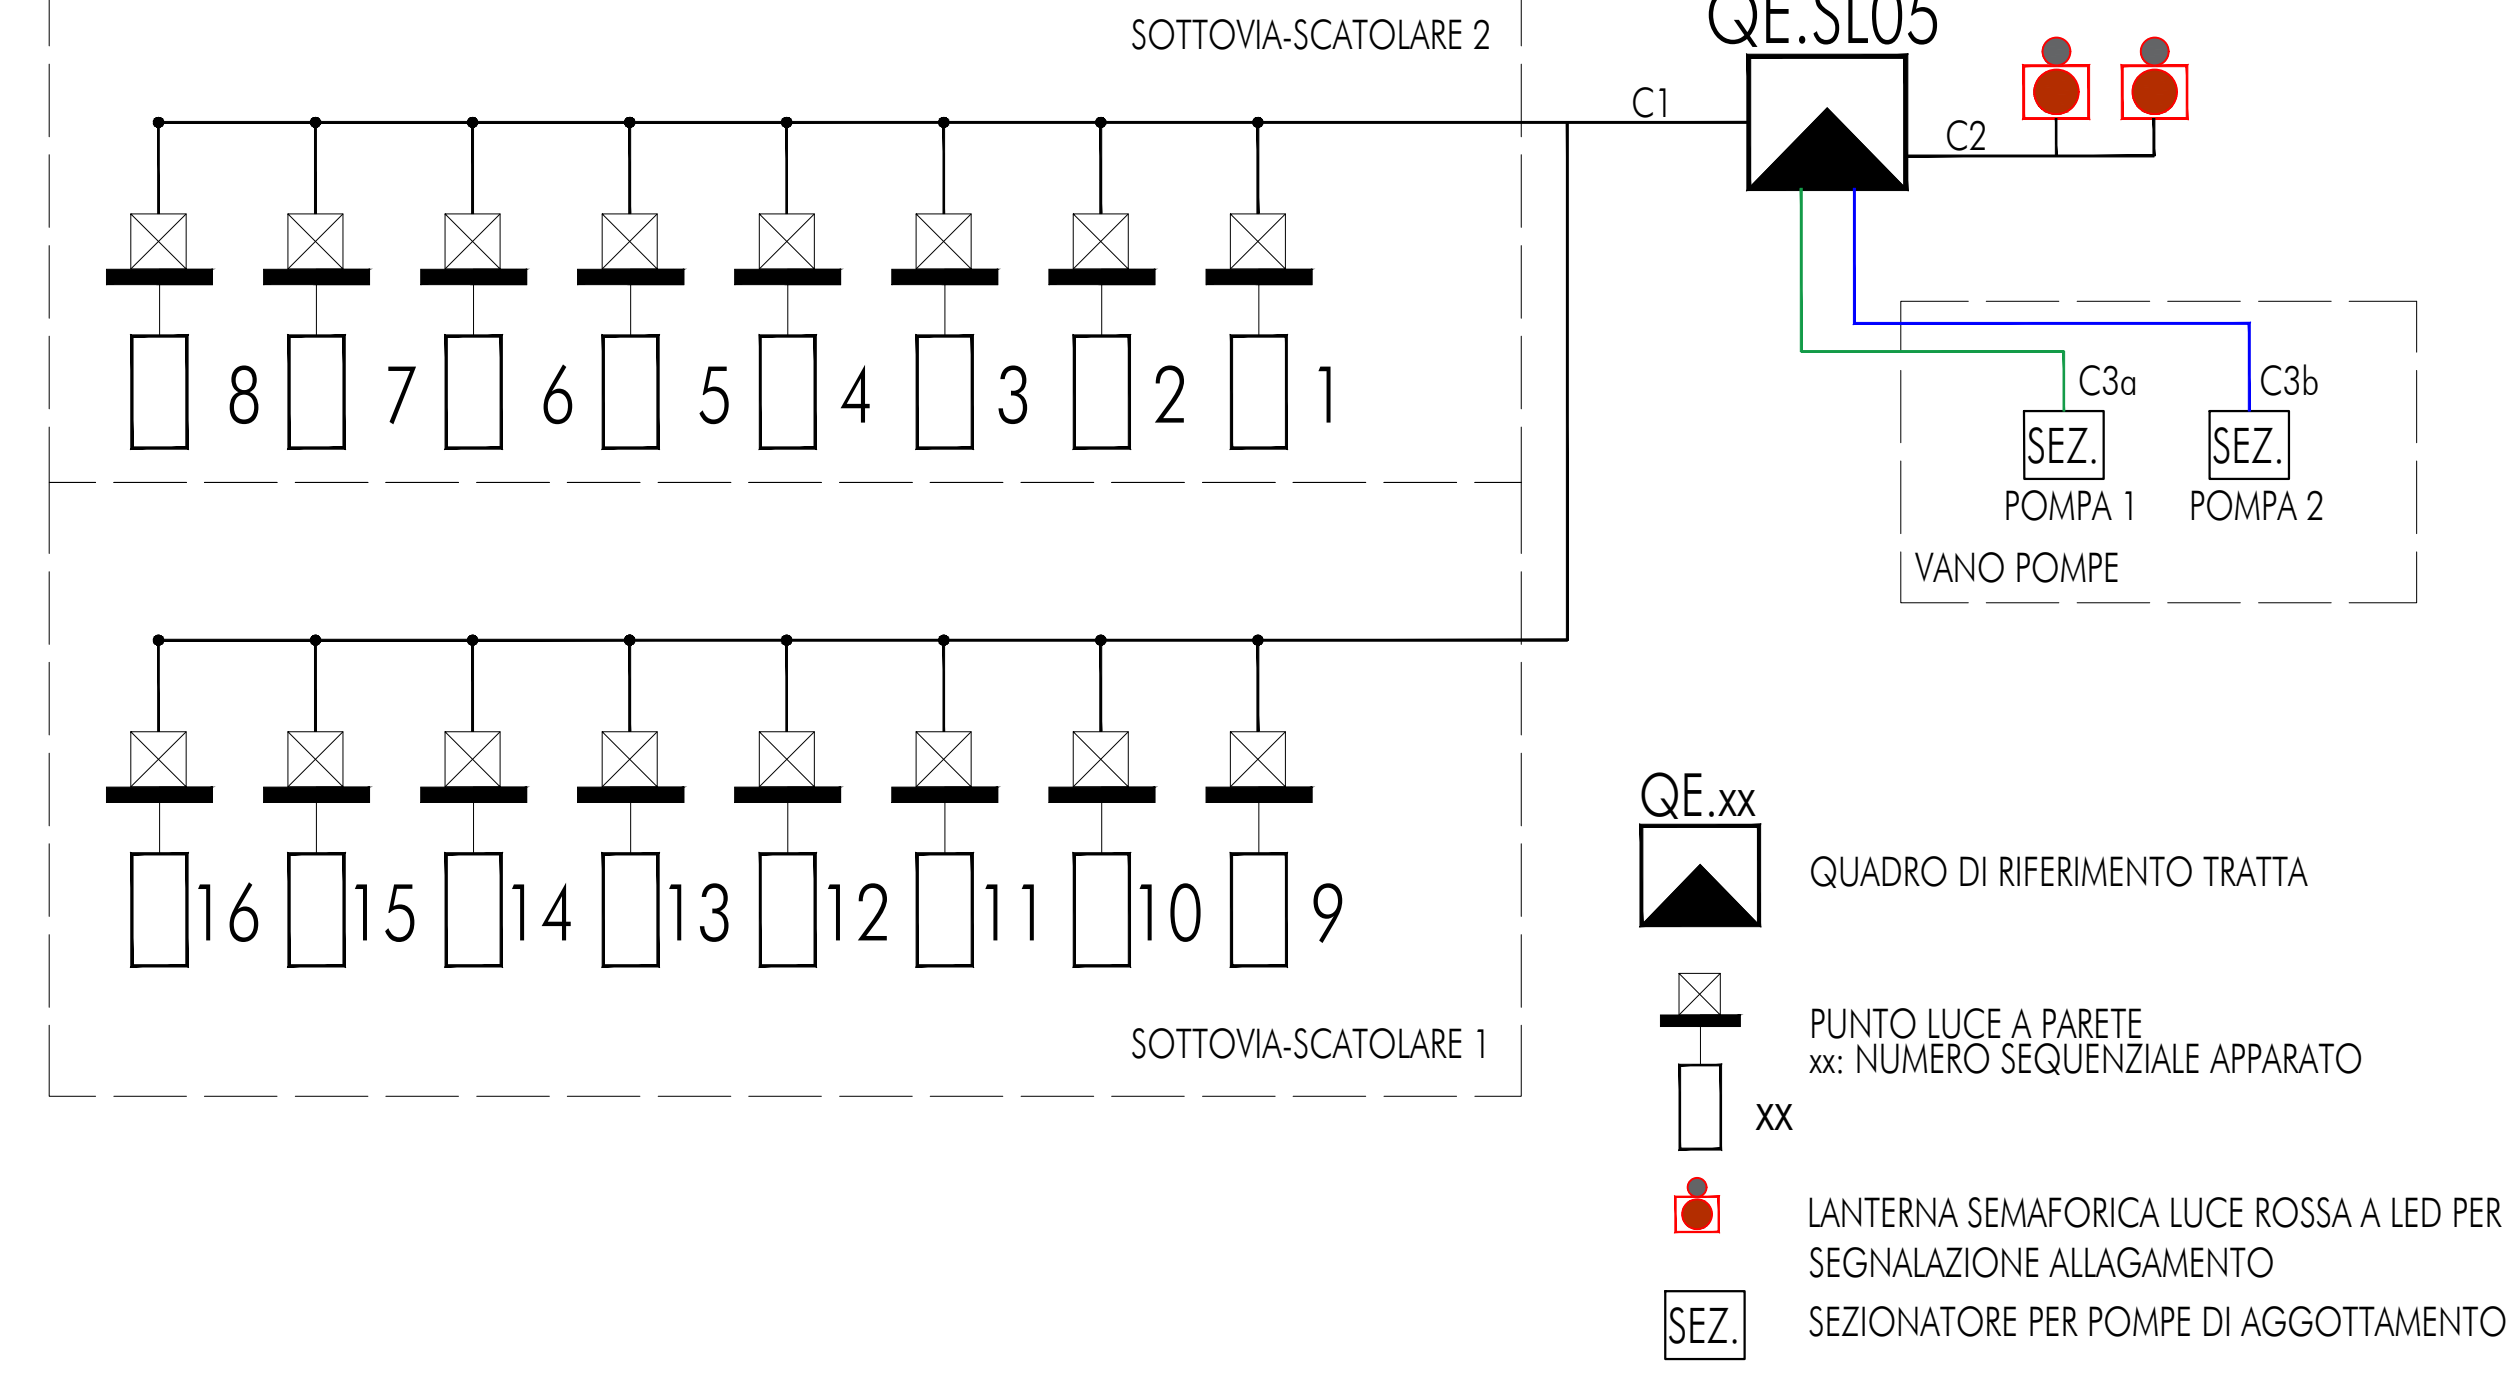 SOTTOVIA-SCATOLARE 2
QE.SL05
C1
C2
8 7 6 5 4 3 2 1
C3a
C3b
SEZ.
SEZ.
POMPA 1
POMPA 2
VANO POMPE
16 15 14 13 12 11 10 9
SOTTOVIA-SCATOLARE 1
QE.xx
QUADRO DI RIFERIMENTO TRATTA
PUNTO LUCE A PARETE
xx: NUMERO SEQUENZIALE APPARATO
xx
LANTERNA SEMAFORICA LUCE ROSSA A LED PER
SEGNALAZIONE ALLAGAMENTO
SEZ.
SEZIONATORE PER POMPE DI AGGOTTAMENTO